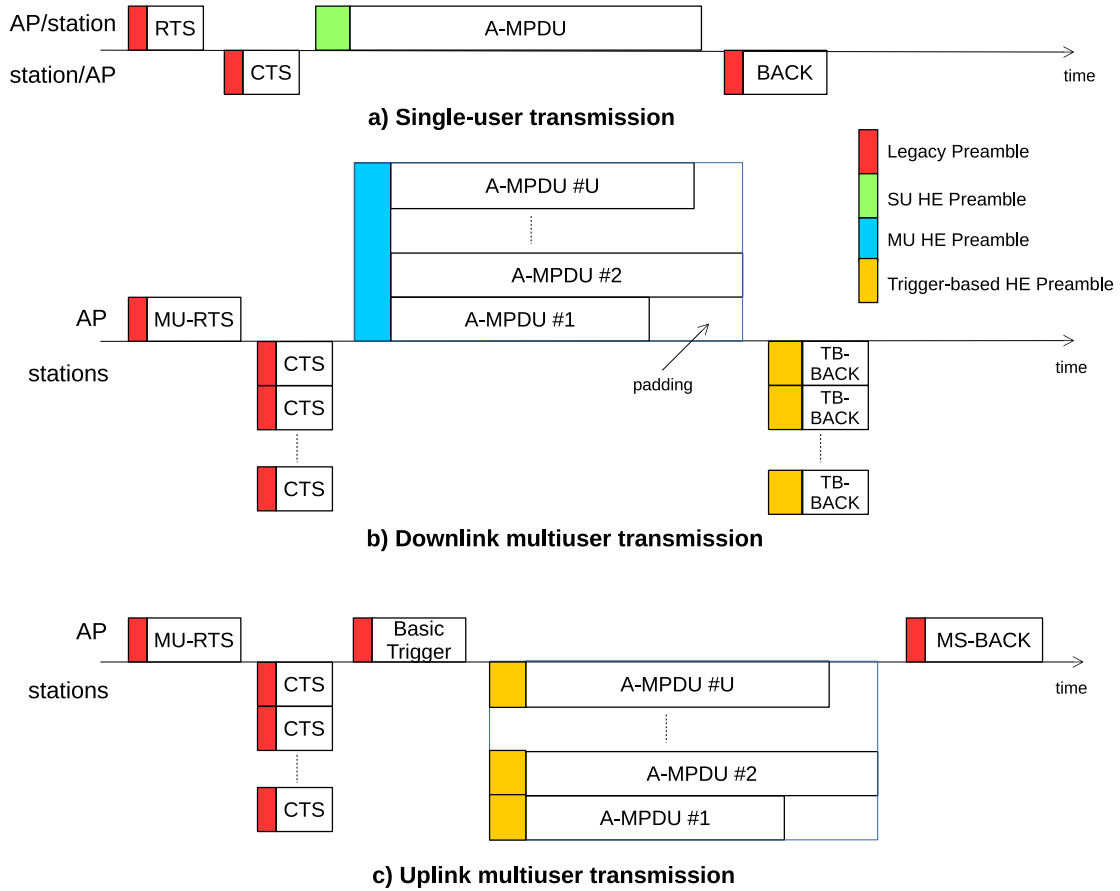 AP/station
RTS
A-MPDU
station/AP
CTS
BACK
time
a) Single-user transmission
Legacy Preamble
SU HE Preamble
MU HE Preamble
Trigger-based HE Preamble
A-MPDU #U
A-MPDU #2
AP
MU-RTS
A-MPDU #1
stations
CTS
CTS
CTS
padding
TB-
BACK
TB-
BACK
TB-
BACK
time
b) Downlink multiuser transmission
AP
MU-RTS
Basic
Trigger
MS-BACK
stations
CTS
CTS
CTS
A-MPDU #U
A-MPDU #2
A-MPDU #1
time
c) Uplink multiuser transmission